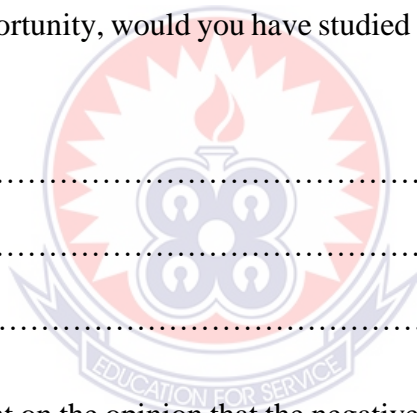 ortunity, would you have studied
……………………………………
……………………………………
……………………………………
EDUCATION FOR SERVICE
t on the opinion that the negative